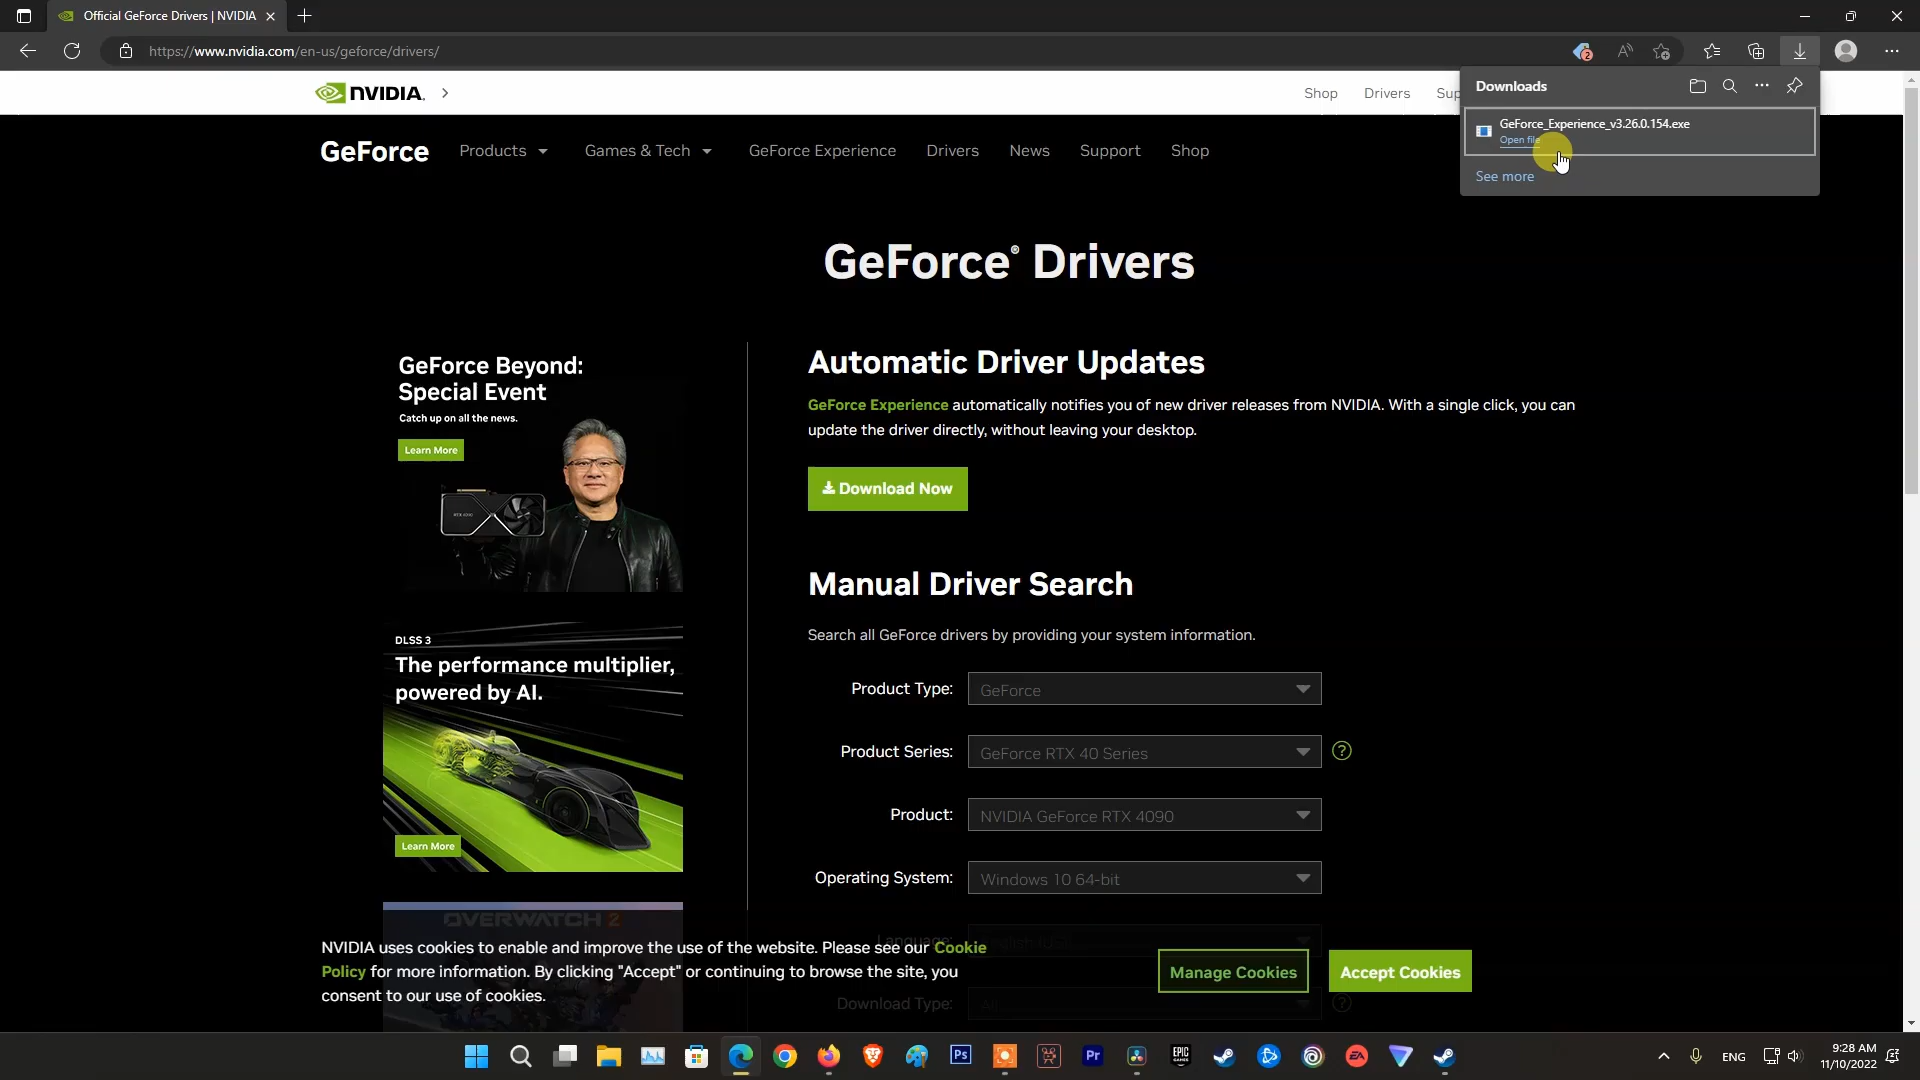 Official GeForce Drivers | NVIDIA
https://www.nvidia.com/en-us/geforce/drivers/
2
NVIDIA.
Shop
Drivers
Downloads
GeForce_Experience_v3.26.0.154.exe
Open file
See more
GeForce
Products
Games & Tech
GeForce Experience
Drivers
News
Support
Shop
GeForce® Drivers
GeForce Beyond:
Special Event
Catch up on all the news.
Learn More
Automatic Driver Updates
GeForce Experience automatically notifies you of new driver releases from NVIDIA. With a single click, you can
update the driver directly, without leaving your desktop.
Download Now
Manual Driver Search
Search all GeForce drivers by providing your system information.
DLSS 3
The performance multiplier,
powered by AI.
Learn More
Product Type:
GeForce
Product Series:
GeForce RTX 40 Series
?
Product:
NVIDIA GeForce RTX 4090
Operating System:
Windows 10 64-bit
OVERWATCH 2
Language:
English (US)
Download Type:
All
?
NVIDIA uses cookies to enable and improve the use of the website. Please see our Cookie
Policy for more information. By clicking "Accept" or continuing to browse the site, you
consent to our use of cookies.
Manage Cookies
Accept Cookies
Ps
Pr
EPIC
GAMES
EA
ENG
9:28 AM
11/10/2022